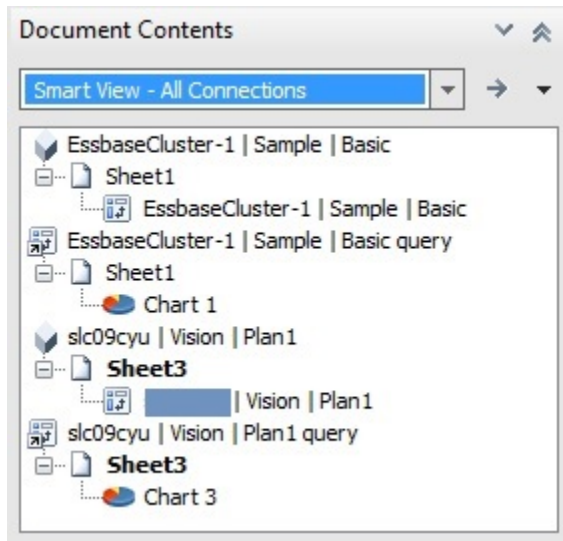 Document Contents
Smart View - All Connections
EssbaseCluster-1 | Sample | Basic
Sheet1
EssbaseCluster-1 | Sample | Basic
EssbaseCluster-1 | Sample | Basic query
Sheet1
Chart 1
slc09cyu | Vision | Plan1
Sheet3
| Vision | Plan1
slc09cyu | Vision | Plan1 query
Sheet3
Chart 3